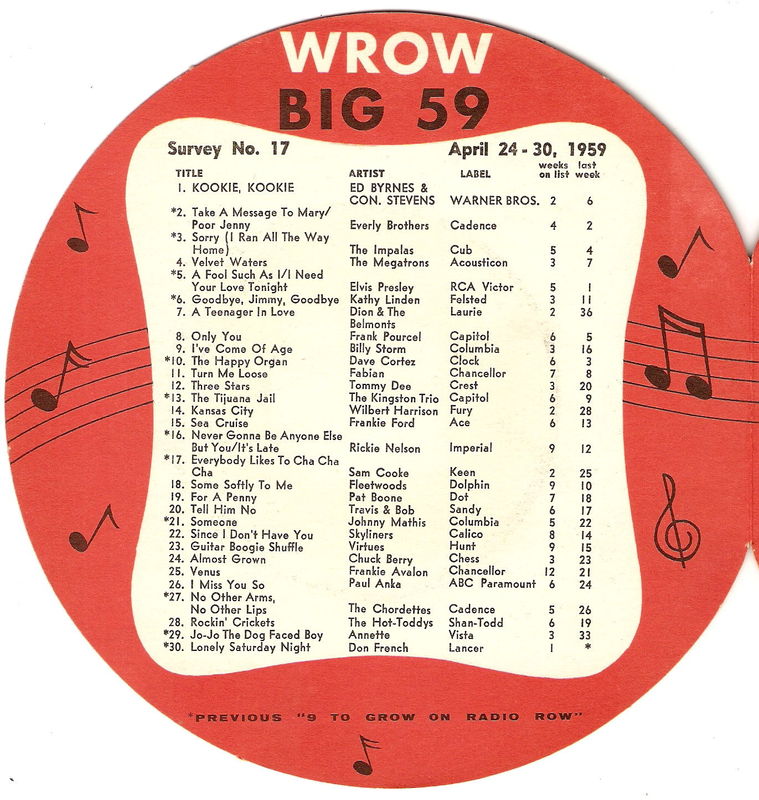 WROW
BIG 59
Survey No. 17 April 24 - 30, 1959
TITLE ARTIST LABEL weeks on list last week
1. KOOKIE, KOOKIE ED BYRNES &
CON. STEVENS WARNER BROS. 2 6
*2. Take A Message To Mary/
Poor Jenny Everly Brothers Cadence 4 2
*3. Sorry (I Ran All The Way
Home) The Impalas Cub 5 4
4. Velvet Waters The Megatrons Acousticon 3 7
*5. A Fool Such As I/I Need
Your Love Tonight Elvis Presley RCA Victor 5 1
*6. Goodbye, Jimmy, Goodbye Kathy Linden Felsted 3 11
7. A Teenager In Love Dion & The Laurie 2 36
Belmonts
8. Only You Frank Pourcel Capitol 6 5
9. I've Come Of Age Billy Storm Columbia 3 16
*10. The Happy Organ Dave Cortez Clock 6 3
11. Turn Me Loose Fabian Chancellor 7 8
12. Three Stars Tommy Dee Crest 3 20
*13. The Tijuana Jail The Kingston Trio Capitol 6 9
14. Kansas City Wilbert Harrison Fury 2 28
15. Sea Cruise Frankie Ford Ace 6 13
*16. Never Gonna Be Anyone Else
But You/It's Late Rickie Nelson Imperial 9 12
*17. Everybody Likes To Cha Cha
Cha Sam Cooke Keen 2 25
18. Some Softly To Me Fleetwoods Dolphin 9 10
19. For A Penny Pat Boone Dot 7 18
20. Tell Him No Travis & Bob Sandy 6 17
*21. Someone Johnny Mathis Columbia 5 22
22. Since I Don't Have You Skyliners Calico 8 14
23. Guitar Boogie Shuffle Virtues Hunt 9 15
24. Almost Grown Chuck Berry Chess 3 23
25. Venus Frankie Avalon Chancellor 12 21
26. I Miss You So Paul Anka ABC Paramount 6 24
*27. No Other Arms,
No Other Lips The Chordettes Cadence 5 26
28. Rockin' Crickets The Hot-Toddys Shan-Todd 6 19
*29. Jo-Jo The Dog Faced Boy Annette Vista 3 33
*30. Lonely Saturday Night Don French Lancer 1 *
*PREVIOUS "9 TO GROW ON RADIO ROW"